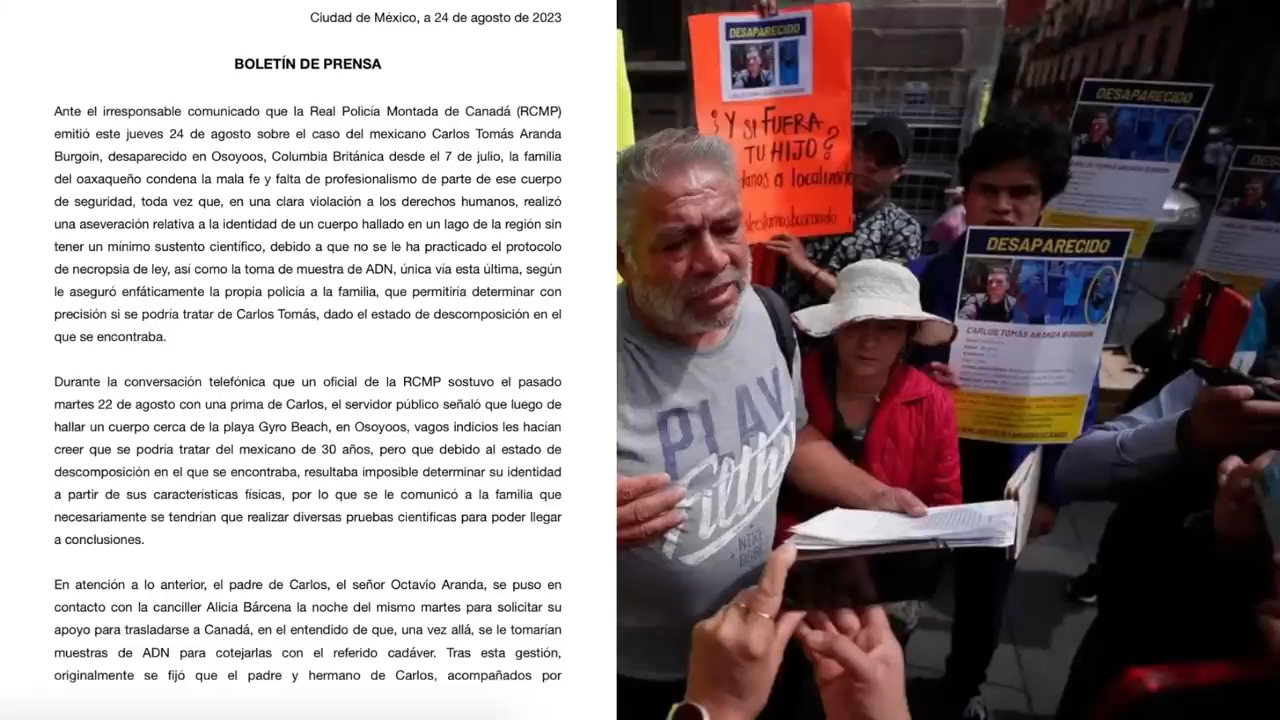 Ciudad de México, a 24 de agosto de 2023
BOLETÍN DE PRENSA
Ante el irresponsable comunicado que la Real Policía Montada de Canadá (RCMP)
emitió este jueves 24 de agosto sobre el caso del mexicano Carlos Tomás Aranda
Burgoin, desaparecido en Osoyoos, Columbia Británica desde el 7 de julio, la familia
del oaxaqueño condena la mala fe y falta de profesionalismo de parte de ese cuerpo
de seguridad, toda vez que, en una clara violación a los derechos humanos, realizó
una aseveración relativa a la identidad de un cuerpo hallado en un lago de la región sin
tener un mínimo sustento científico, debido a que no se le ha practicado el protocolo
de necropsia de ley, así como la toma de muestra de ADN, única vía esta última, según
le aseguró enfáticamente la propia policía a la familia, que permitiría determinar con
precisión si se podría tratar de Carlos Tomás, dado el estado de descomposición en el
que se encontraba.
Durante la conversación telefónica que un oficial de la RCMP sostuvo el pasado
martes 22 de agosto con una prima de Carlos, el servidor público señaló que luego de
hallar un cuerpo cerca de la playa Gyro Beach, en Osoyoos, vagos indicios les hacían
creer que se podría tratar del mexicano de 30 años, pero que debido al estado de
descomposición en el que se encontraba, resultaba imposible determinar su identidad
a partir de sus características físicas, por lo que se le comunicó a la familia que
necesariamente se tendrían que realizar diversas pruebas científicas para poder llegar
a conclusiones.
En atención a lo anterior, el padre de Carlos, el señor Octavio Aranda, se puso en
contacto con la canciller Alicia Bárcena la noche del mismo martes para solicitar su
apoyo para trasladarse a Canadá, en el entendido de que, una vez allá, se le tomarían
muestras de ADN para cotejarlas con el referido cadáver. Tras esta gestión,
originalmente se fijó que el padre y hermano de Carlos, acompañados por
DESAPARECIDO
¿Y SI FUERA
TU HIJO?
a localizarlo
DESAPARECIDO
DESAPARECIDO
CARLOS TOMÁS ARANDA BURGOIN
DESAPARECIDO
PLAY
Filthy